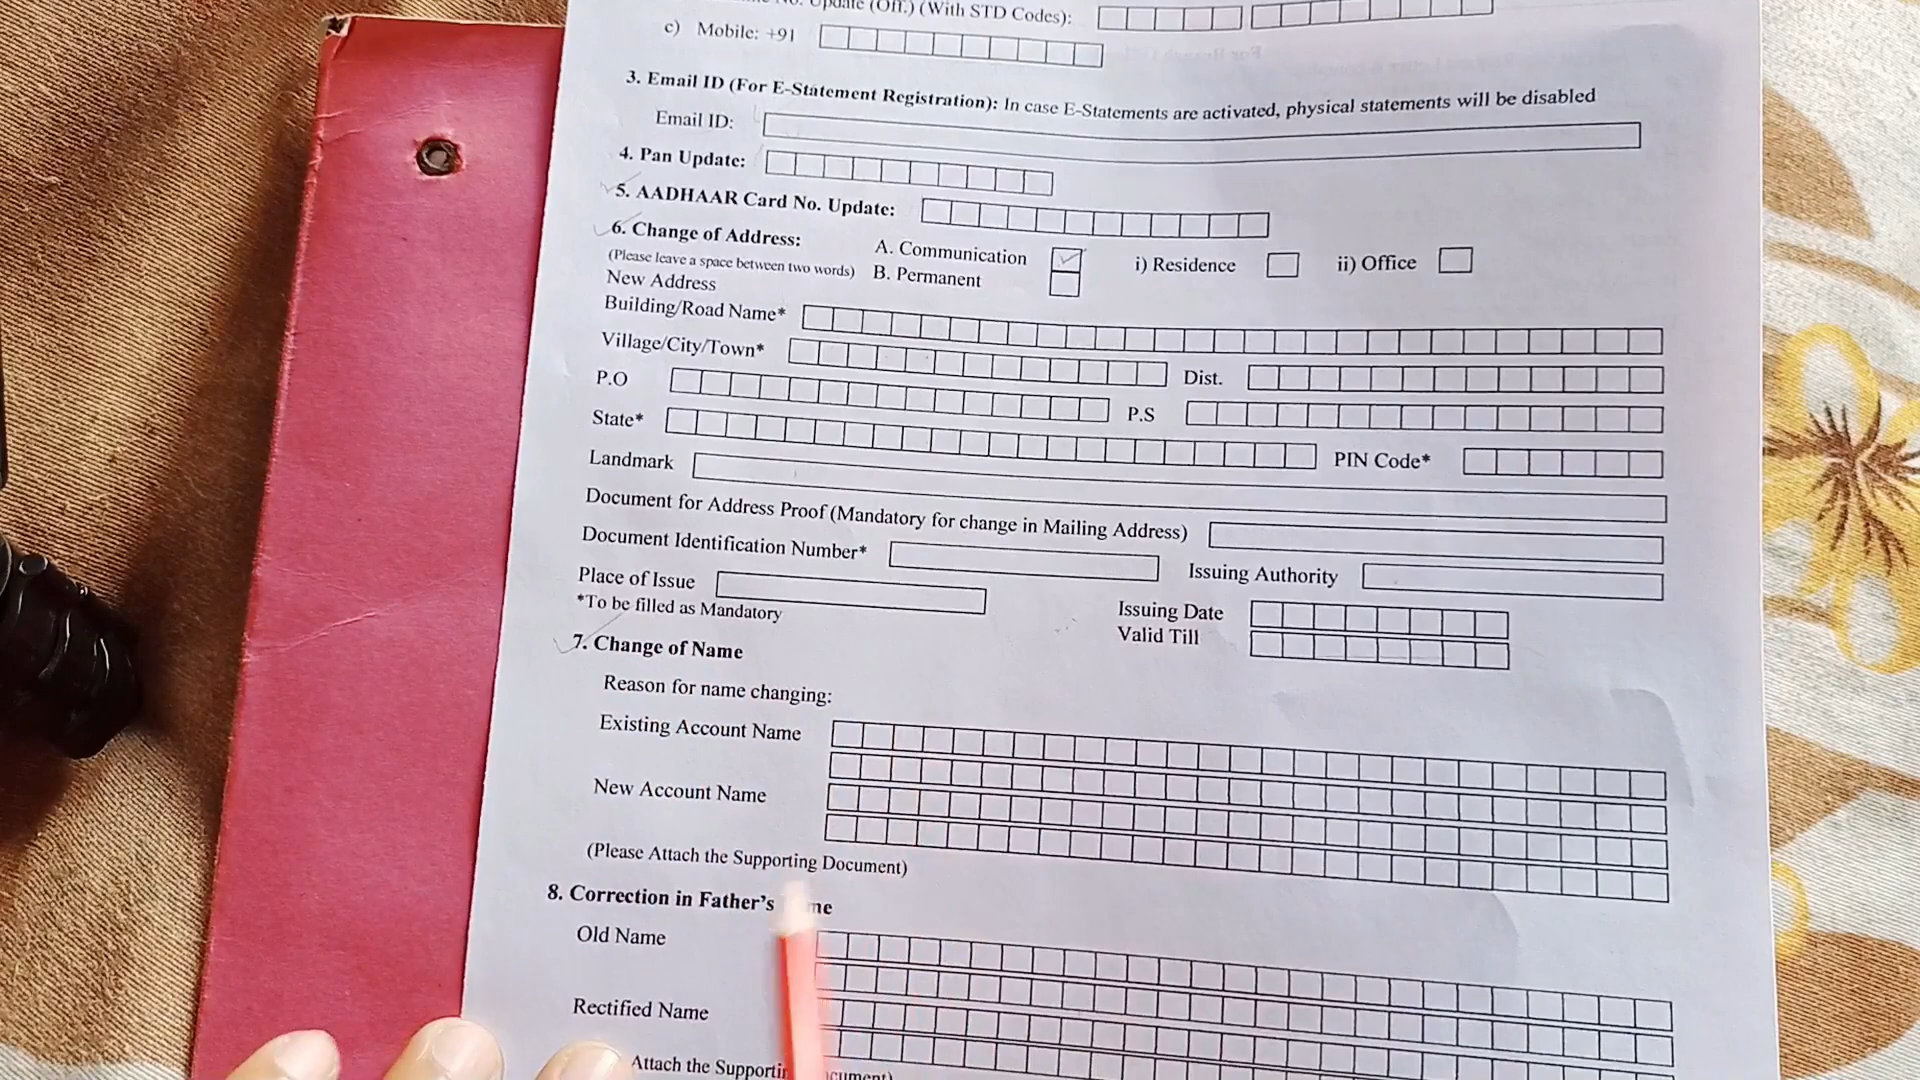 Update (Off.) (With STD Codes):
c) Mobile: +91
3. Email ID (For E-Statement Registration): In case E-Statements are activated, physical statements will be disabled
Email ID:
4. Pan Update:
5. AADHAAR Card No. Update:
6. Change of Address: A. Communication i) Residence ii) Office
(Please leave a space between two words) B. Permanent
New Address
Building/Road Name*
Village/City/Town* Dist.
P.O P.S
State* PIN Code*
Landmark
Document for Address Proof (Mandatory for change in Mailing Address)
Document Identification Number* Issuing Authority
Place of Issue Issuing Date
*To be filled as Mandatory Valid Till
7. Change of Name
Reason for name changing:
Existing Account Name
New Account Name
(Please Attach the Supporting Document)
8. Correction in Father's
Old Name
Rectified Name
Attach the